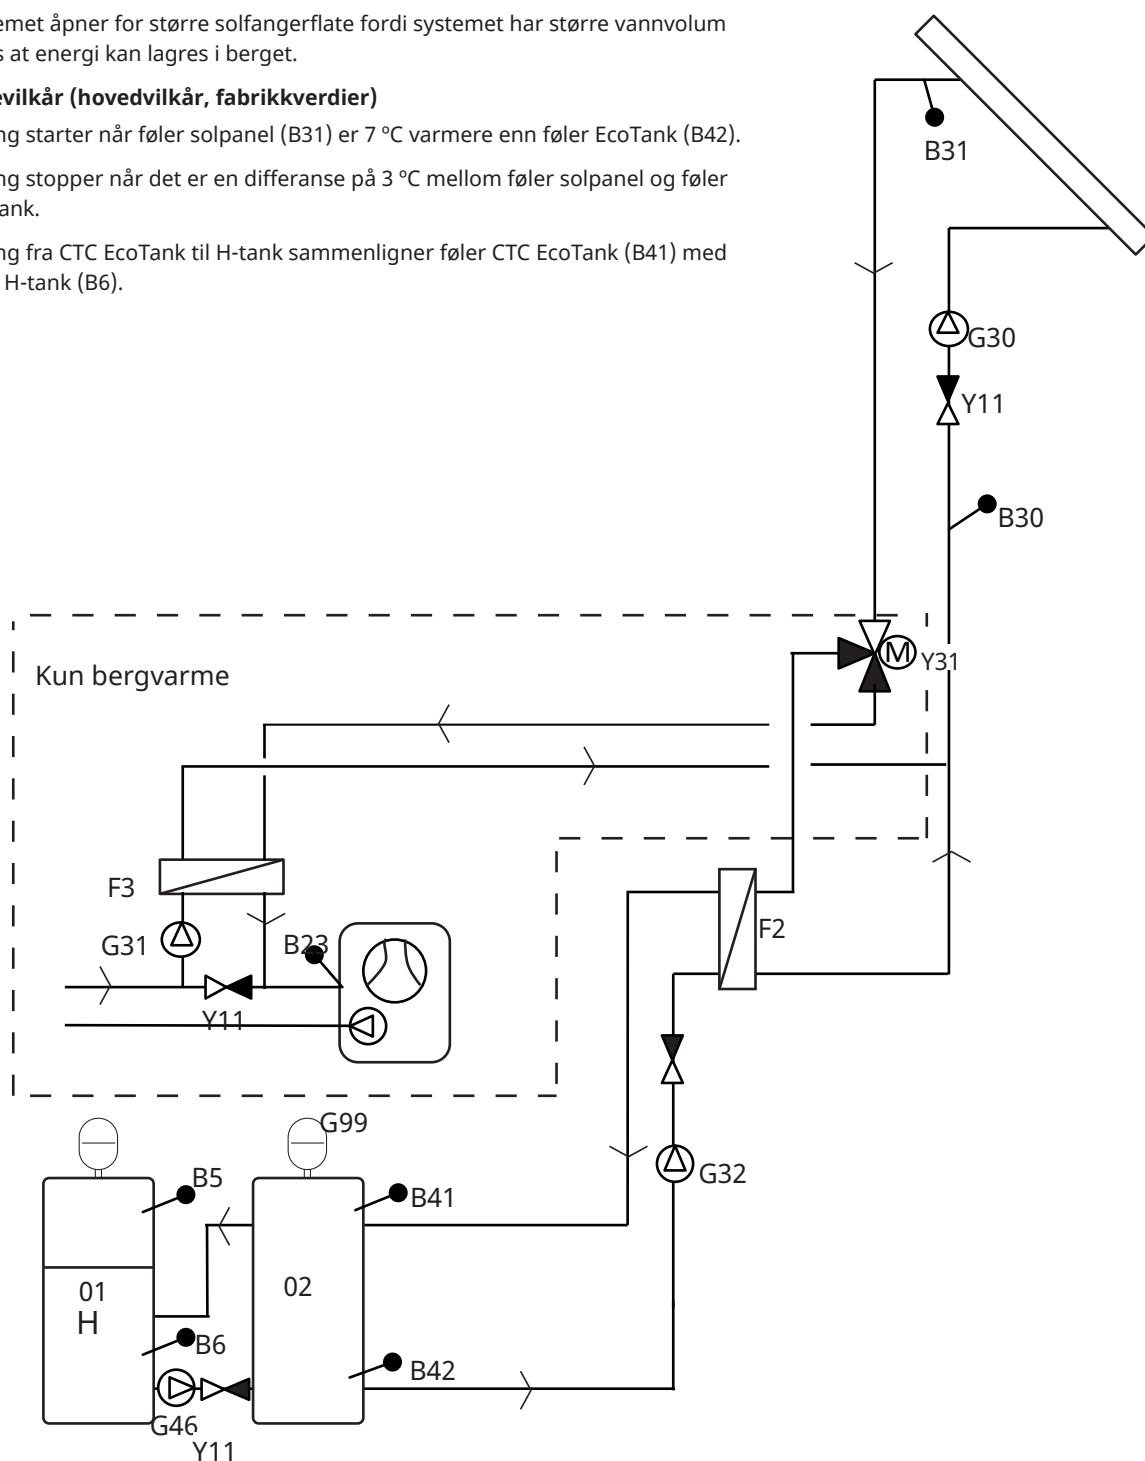 emet åpner for større solfangerflate fordi systemet har større vannvolum
s at energi kan lagres i berget.
evilkår (hovedvilkår, fabrikkverdier)
ng starter når føler solpanel (B31) er 7 ºC varmere enn føler EcoTank (B42).
ng stopper når det er en differanse på 3 ºC mellom føler solpanel og føler
ank.
ng fra CTC EcoTank til H-tank sammenligner føler CTC EcoTank (B41) med
H-tank (B6).
B31
G30
Y11
B30
M
Y31
Kun bergvarme
F3
F2
G31
B23
Y11
G99
B5
B41
G32
01
H
02
B6
B42
G46
Y11